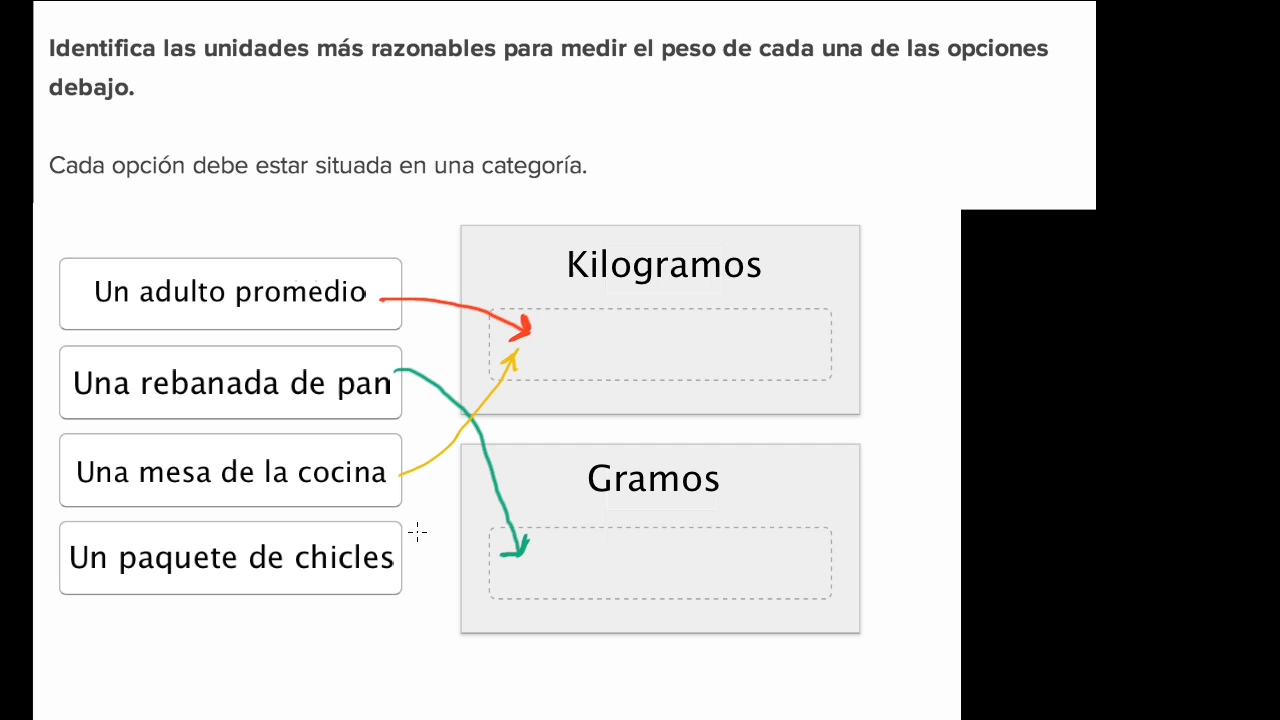 Identifica las unidades más razonables para medir el peso de cada una de las opciones
debajo.
Cada opción debe estar situada en una categoría.
Un adulto promedio
Una rebanada de pan
Una mesa de la cocina
Un paquete de chicles
Kilogramos
Gramos